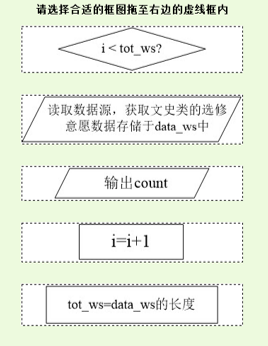 请选择合适的框图拖至右边的虚线框内
i < tot_ws?
读取数据源，获取文史类的选修
意愿数据存储于data_ws中
输出count
i=i+1
tot_ws=data_ws的长度